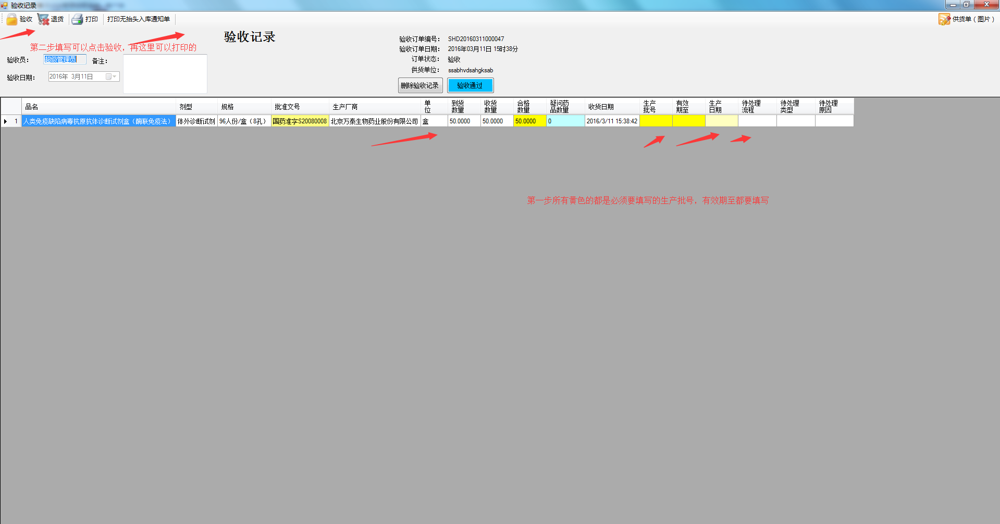 验收记录
验收 退货 打印 打印无抬头入库通知单 供货单（图片）
第二步填写可以点击验收，再这里可以打印的
验收记录
验收员： 超级管理员 备注：
验收日期： 2016年 3月11日
验收订单编号： SHD20160311000047
验收订单日期： 2016年03月11日 15时38分
订单状态： 验收
供货单位： ssabhvdsahgksab
删除验收记录 验收通过
品名 剂型 规格 批准文号 生产厂商 单位 到货数量 收货数量 合格数量 疑问药品数量 收货日期 生产批号 有效期至 生产日期 待处理流程 待处理类型 待处理原因
1 人类免疫缺陷病毒抗原抗体诊断试剂盒（酶联免疫法） 体外诊断试剂 96人份/盒（8孔） 国药准字S20080008 北京万泰生物药业股份有限公司 盒 50.0000 50.0000 50.0000 0 2016/3/11 15:38:42
第一步所有黄色的都是必须要填写的生产批号，有效期至都要填写